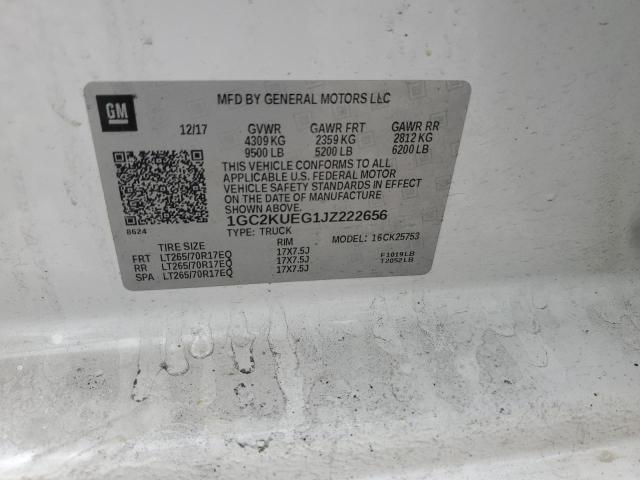 GM
MFD BY GENERAL MOTORS LLC
12/17 GVWR GAWR FRT GAWR RR
4309 KG 2359 KG 2812 KG
9500 LB 5200 LB 6200 LB
THIS VEHICLE CONFORMS TO ALL
APPLICABLE U.S. FEDERAL MOTOR
VEHICLE SAFETY STANDARDS IN EFFECT
ON THE DATE OF MANUFACTURE
SHOWN ABOVE.
1GC2KUEG1JZ222656
8624 TYPE: TRUCK MODEL: 16CK25753
TIRE SIZE RIM
FRT LT265/70R17EQ 17X7.5J F1019LB
RR LT265/70R17EQ 17X7.5J T2052LB
SPA LT265/70R17EQ 17X7.5J